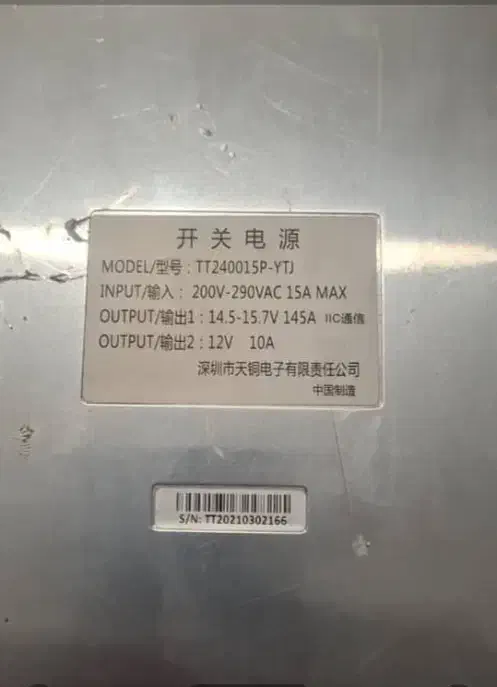 开关电源
MODEL/型号：TT240015P-YTJ
INPUT/输入：200V-290VAC 15A MAX
OUTPUT/输出1：14.5-15.7V 145A IIC通信
OUTPUT/输出2：12V 10A
深圳市天铜电子有限责任公司
中国制造
S/N: TT20210302166